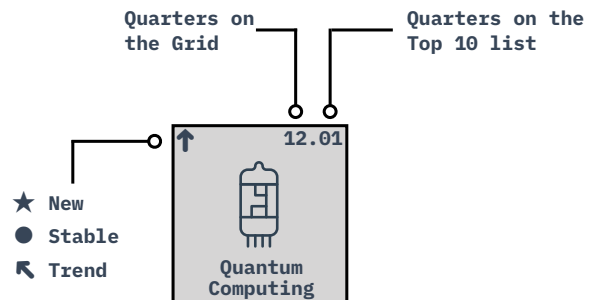 Quarters on
the Grid
Quarters on the
Top 10 list
12.01
New
Stable
Trend
Quantum
Computing